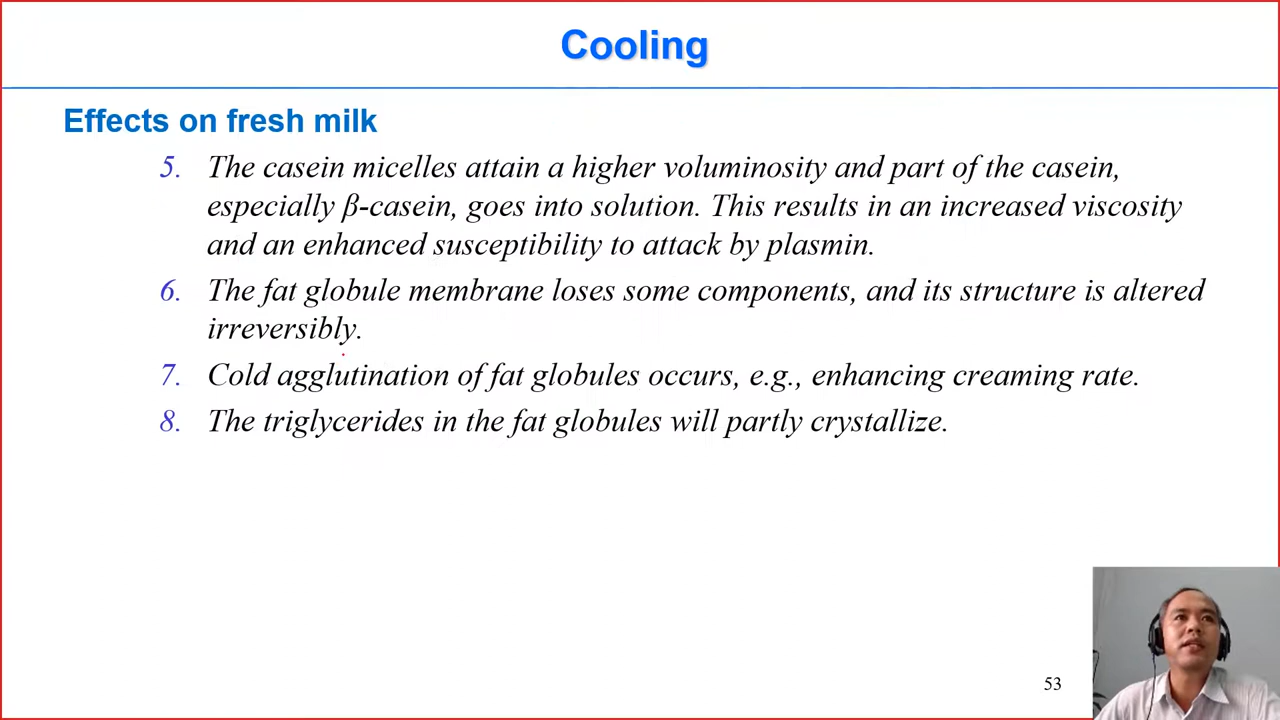 Cooling
Effects on fresh milk
5. The casein micelles attain a higher voluminosity and part of the casein,
especially β-casein, goes into solution. This results in an increased viscosity
and an enhanced susceptibility to attack by plasmin.
6. The fat globule membrane loses some components, and its structure is altered
irreversibly.
7. Cold agglutination of fat globules occurs, e.g., enhancing creaming rate.
8. The triglycerides in the fat globules will partly crystallize.
53